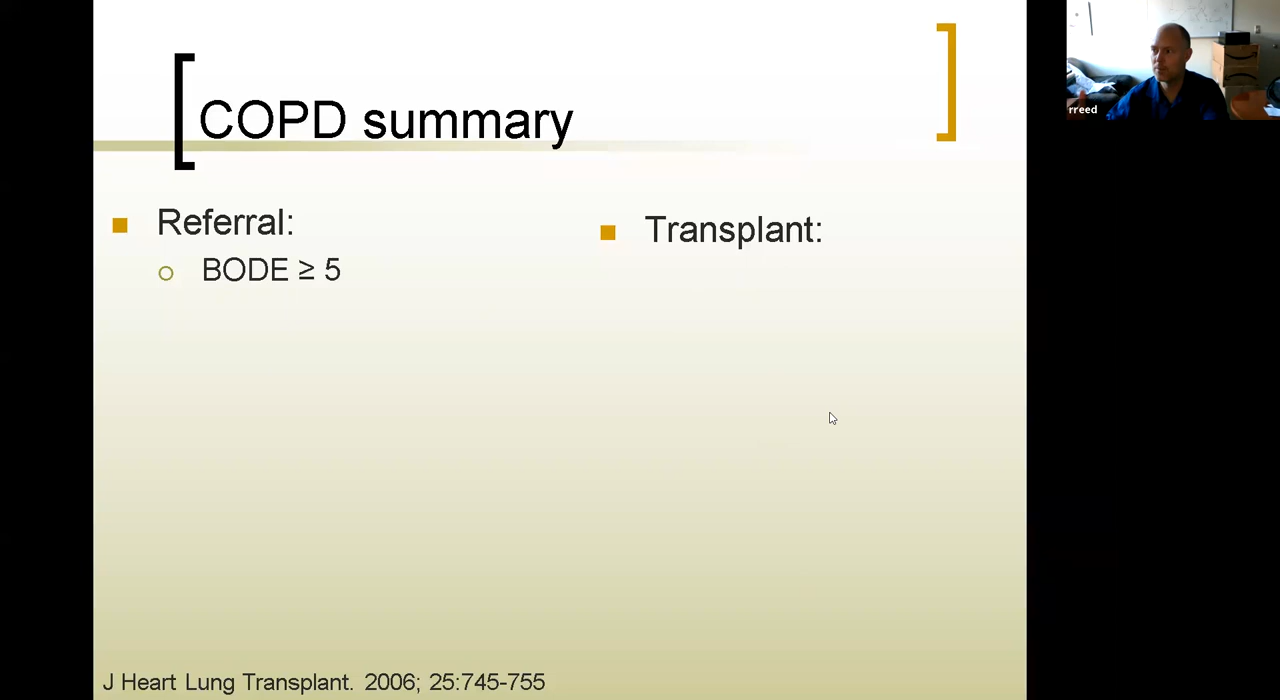 COPD summary
Referral:
BODE ≥ 5
Transplant:
J Heart Lung Transplant. 2006; 25:745-755
rreed